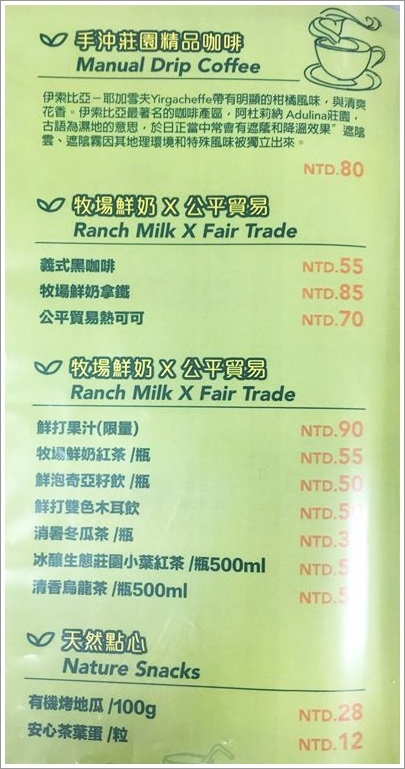 手沖莊園精品咖啡
Manual Drip Coffee
伊索比亞－耶加雪夫Yirgacheffe帶有明顯的柑橘風味，與清爽
花香。伊索比亞最著名的咖啡產區，阿杜莉納 Adulina莊園，
古語為濕地的意思，於日正當中常會有遮蔭和降溫效果”遮陰
雲、遮陰霧因其地理環境和特殊風味被獨立出來。
NTD.80
牧場鮮奶 X 公平貿易
Ranch Milk X Fair Trade
義式黑咖啡 NTD.55
牧場鮮奶拿鐵 NTD.85
公平貿易熱可可 NTD.70
牧場鮮奶 X 公平貿易
Ranch Milk X Fair Trade
鮮打果汁(限量) NTD.90
牧場鮮奶紅茶 /瓶 NTD.55
鮮泡奇亞籽飲 /瓶 NTD.50
鮮打雙色木耳飲 NTD.50
消暑冬瓜茶 /瓶 NTD.
冰釀生態莊園小葉紅茶 /瓶500ml NTD.
清香烏龍茶 /瓶500ml NTD.
天然點心
Nature Snacks
有機烤地瓜 /100g NTD.28
安心茶葉蛋 /粒 NTD.12